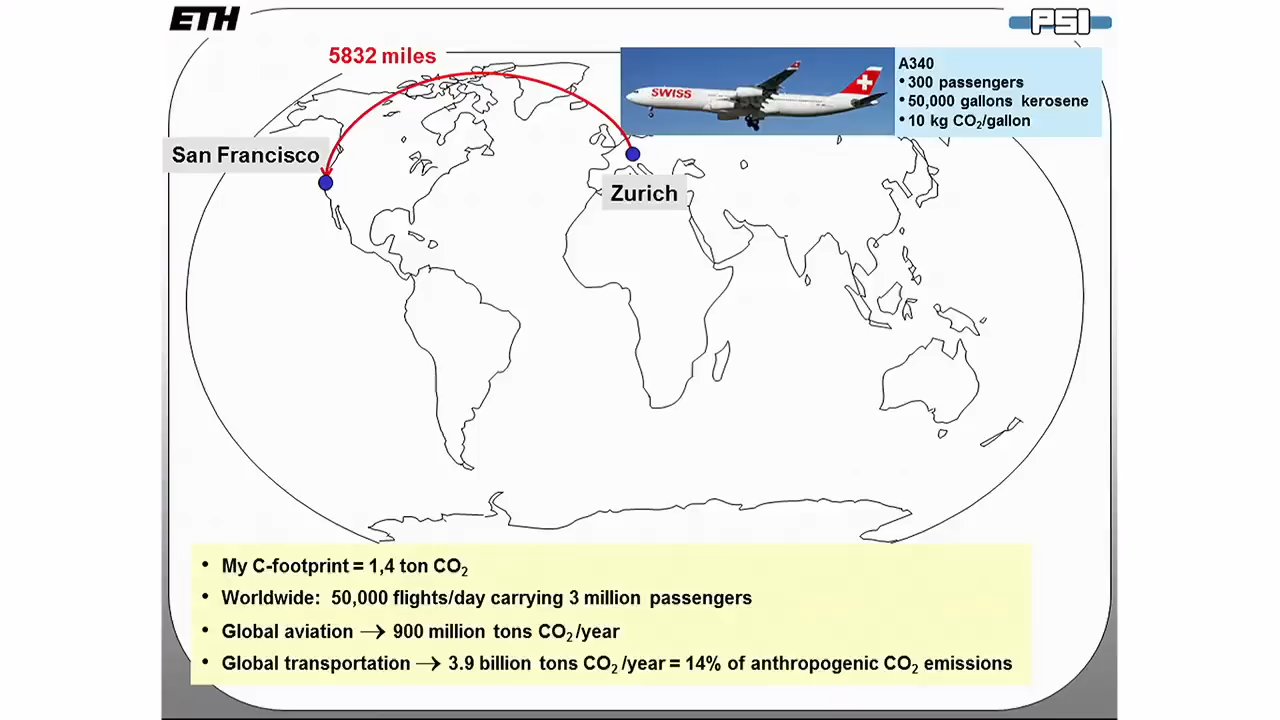 ETH
PSI
5832 miles
SWISS
A340
• 300 passengers
• 50,000 gallons kerosene
• 10 kg CO₂/gallon
San Francisco
Zurich
• My C-footprint = 1,4 ton CO₂
• Worldwide: 50,000 flights/day carrying 3 million passengers
• Global aviation → 900 million tons CO₂/year
• Global transportation → 3.9 billion tons CO₂/year = 14% of anthropogenic CO₂ emissions